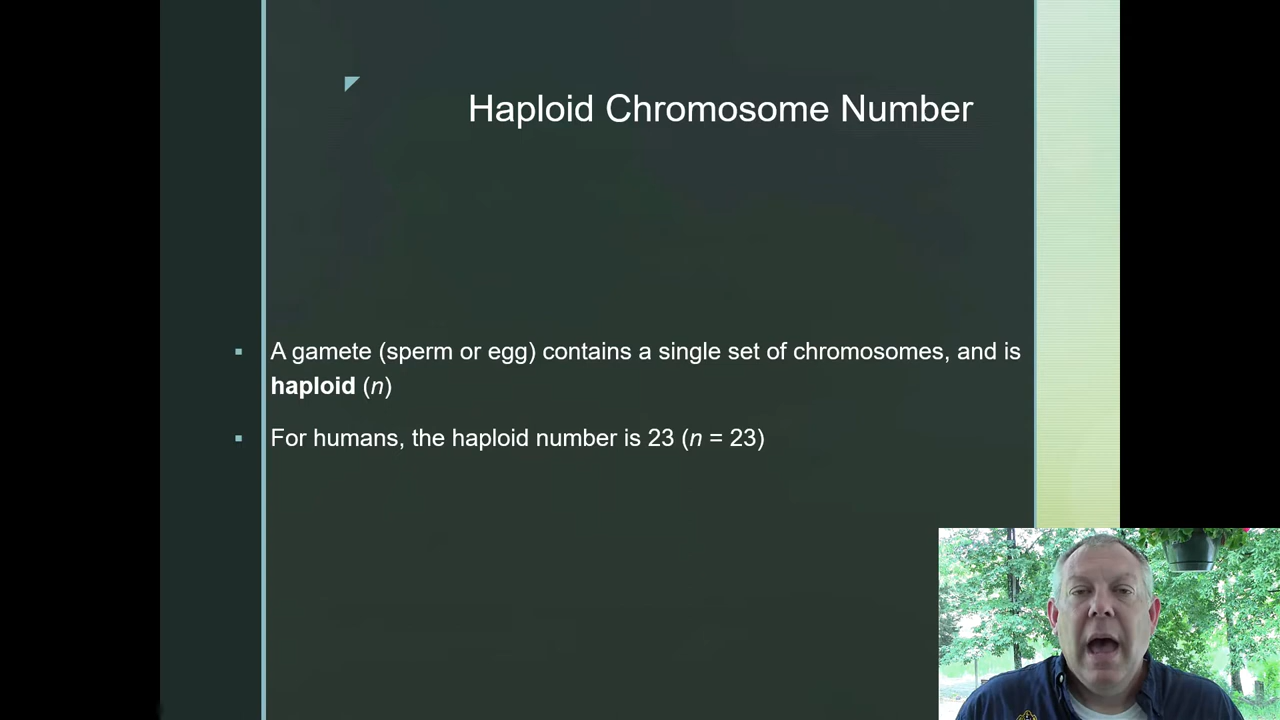 Haploid Chromosome Number
▪ A gamete (sperm or egg) contains a single set of chromosomes, and is
haploid (n)
▪ For humans, the haploid number is 23 (n = 23)